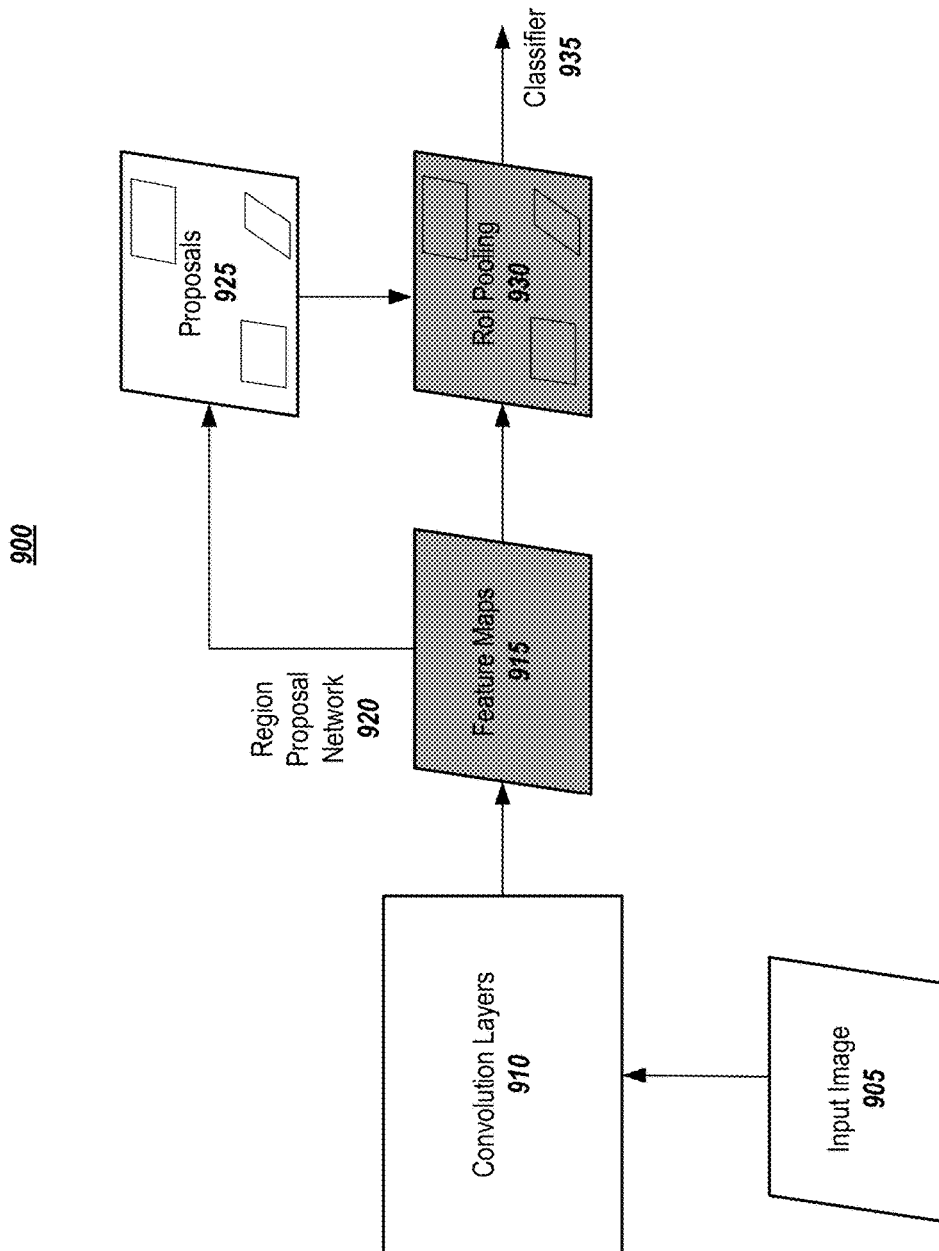 900
Input Image
905
Convolution Layers
910
Feature Maps
915
Region
Proposal
Network
920
Proposals
925
RoI Pooling
930
Classifier
935